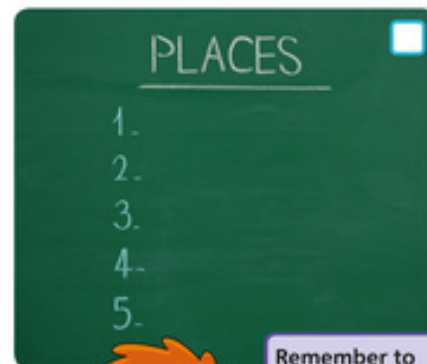 PLACES
1-
2-
3-
4-
5-
Remember to